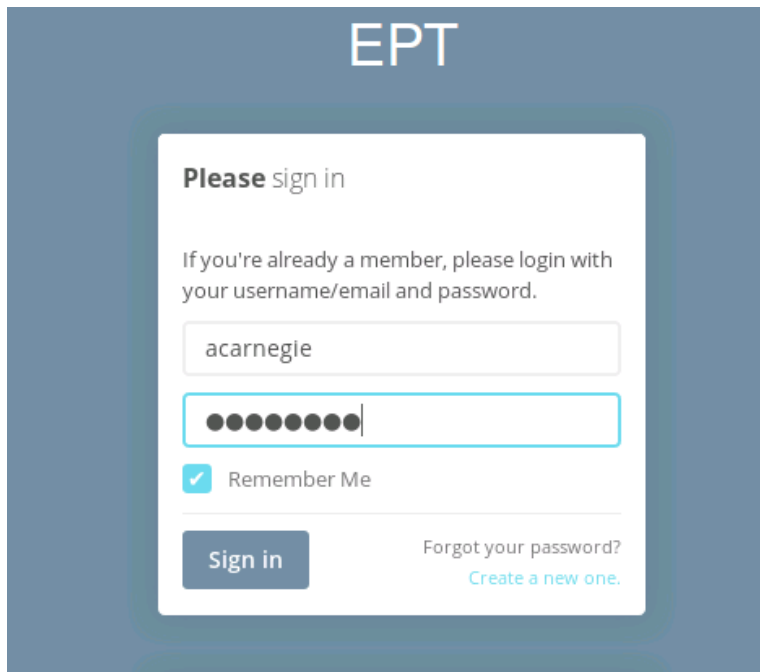 EPT
Please sign in
If you're already a member, please login with
your username/email and password.
acarnegie
●●●●●●●●
Remember Me
Sign in
Forgot your password?
Create a new one.